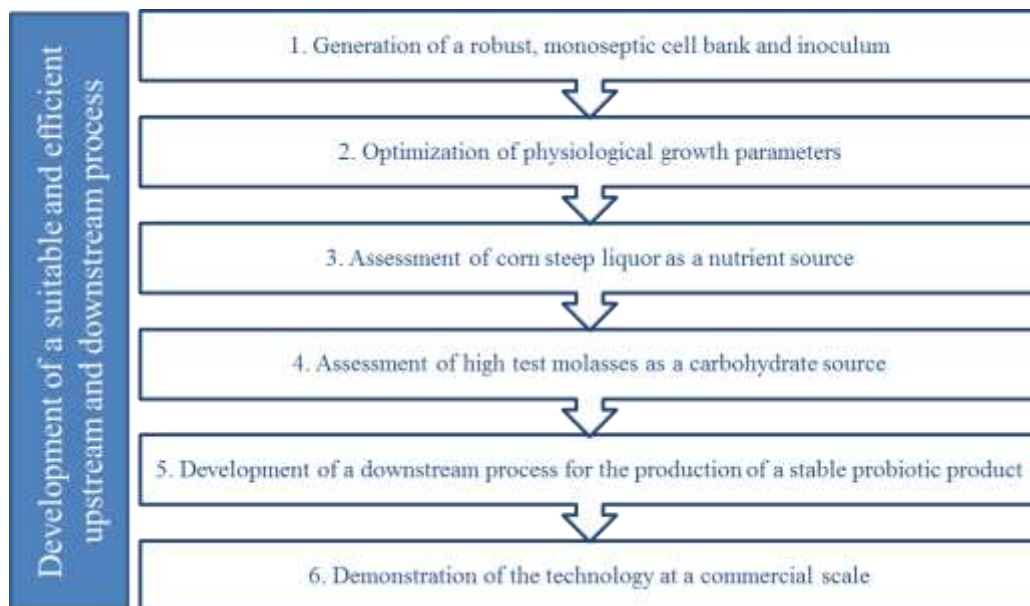 Development of a suitable and efficient
upstream and downstream process
1. Generation of a robust, monoseptic cell bank and inoculum
2. Optimization of physiological growth parameters
3. Assessment of corn steep liquor as a nutrient source
4. Assessment of high test molasses as a carbohydrate source
5. Development of a downstream process for the production of a stable probiotic product
6. Demonstration of the technology at a commercial scale